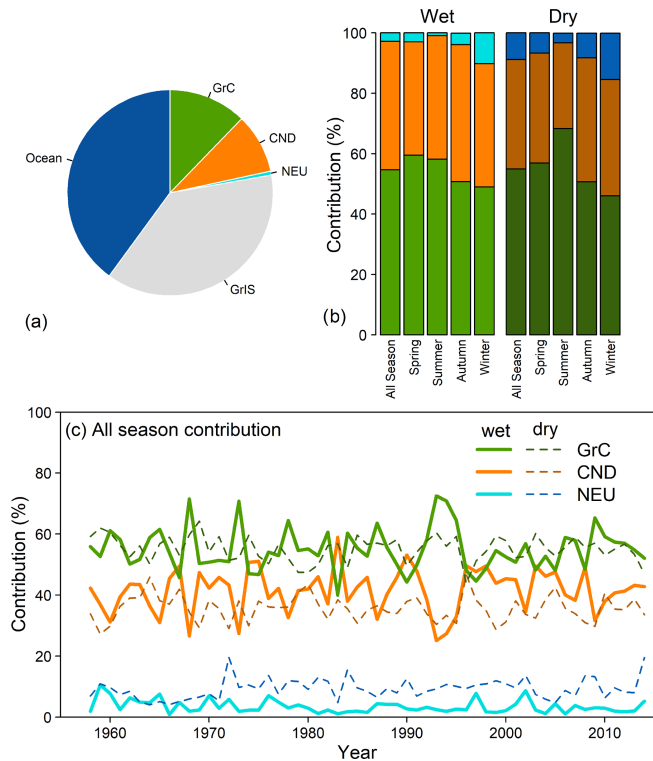 GrC
CND
NEU
Ocean
GrIS
(a)
Wet Dry
Contribution (%)
100
80
60
40
20
0
(b)
All Season
Spring
Summer
Autumn
Winter
All Season
Spring
Summer
Autumn
Winter
(c) All season contribution
wet dry
GrC
CND
NEU
Contribution (%)
100
80
60
40
20
0
1960 1970 1980 1990 2000 2010
Year